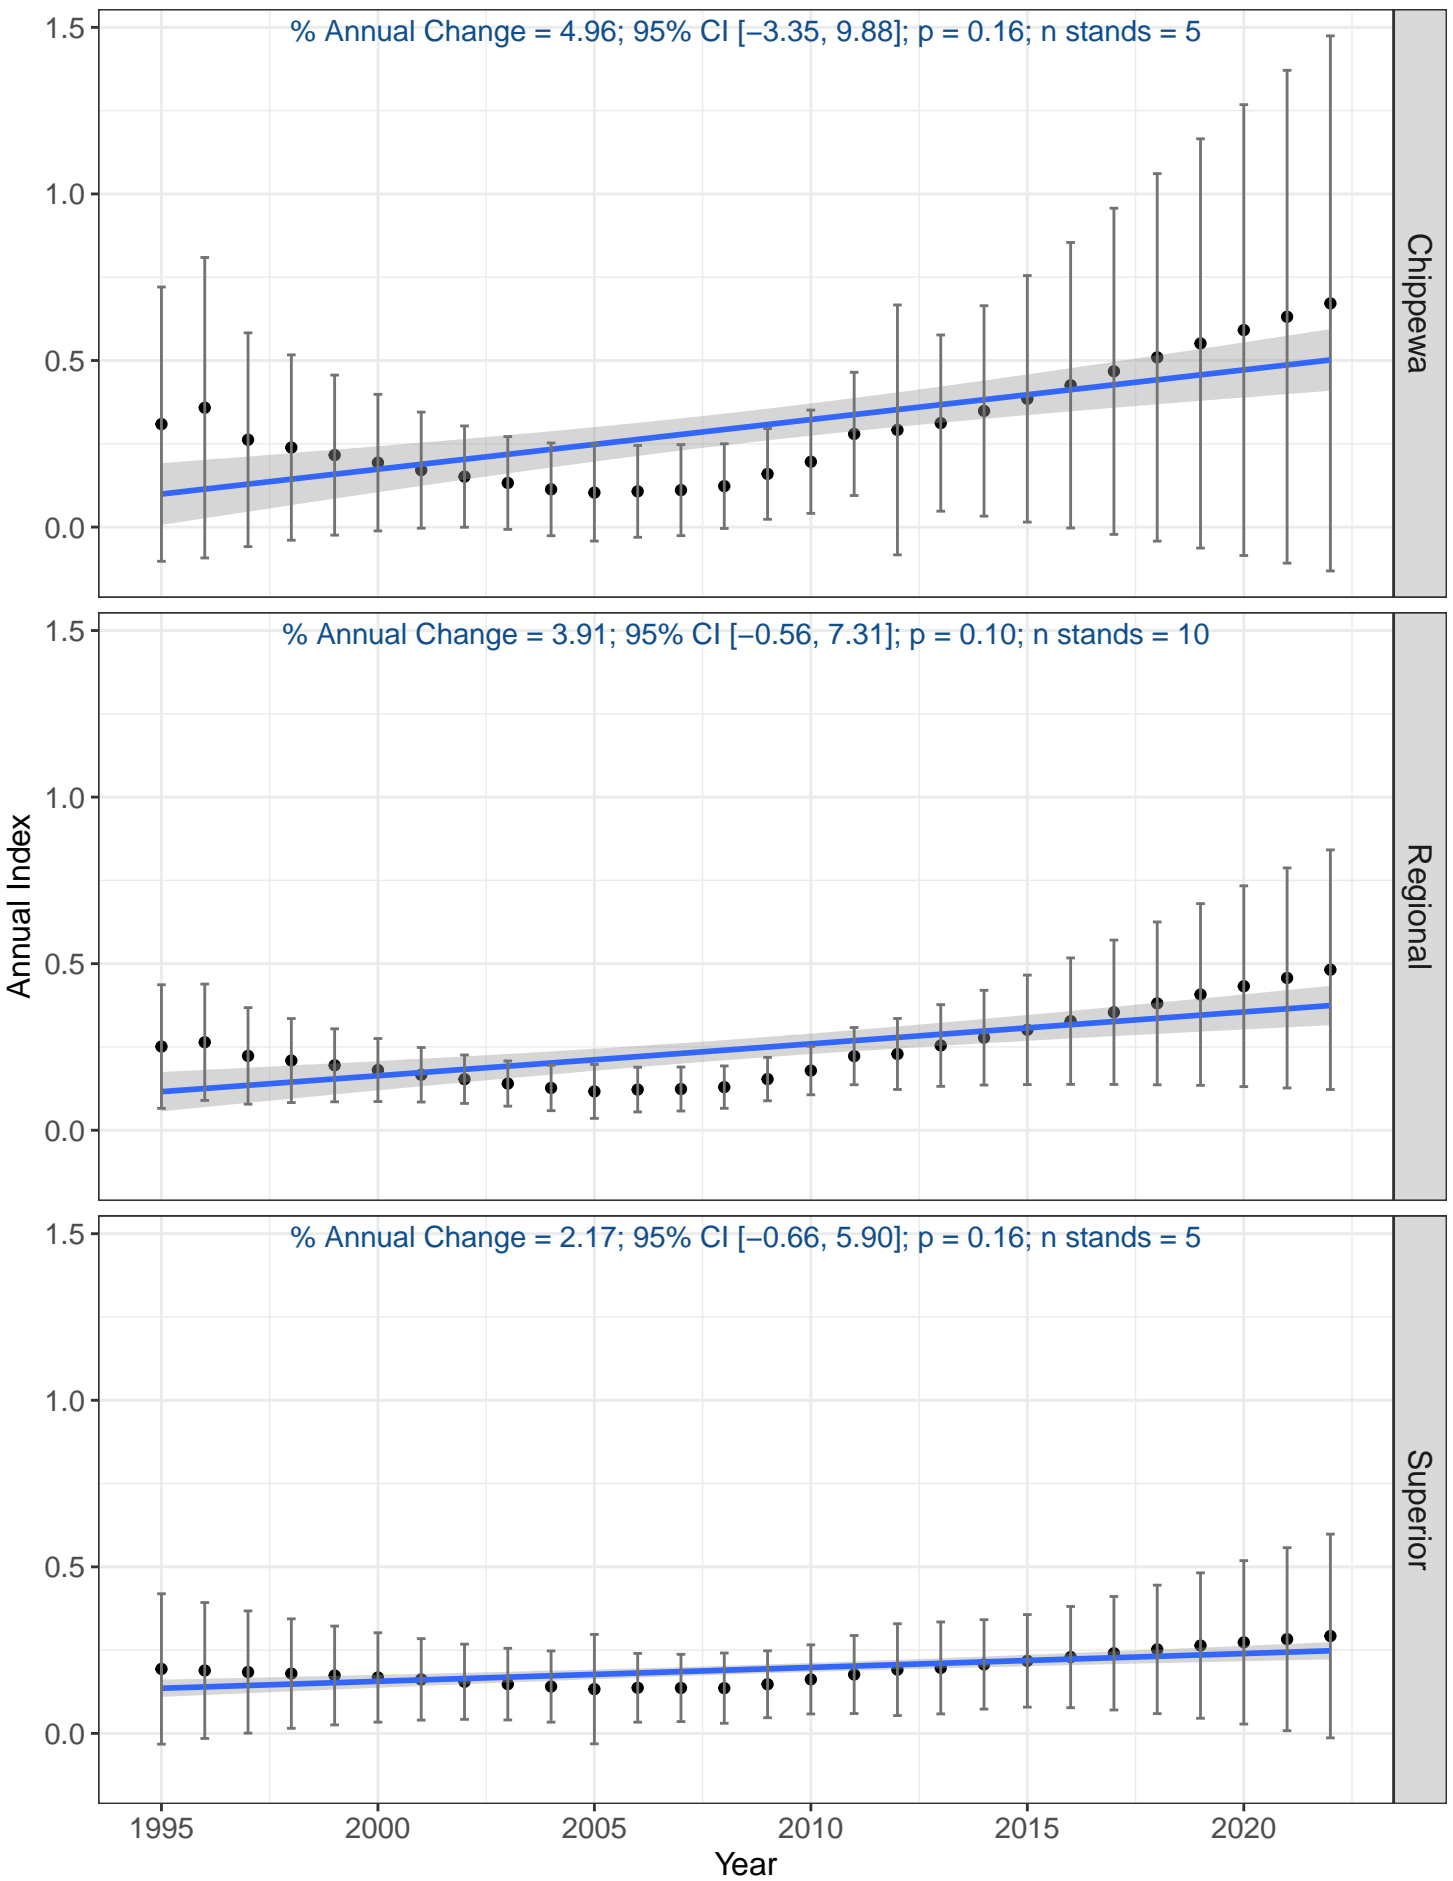 % Annual Change = 4.96; 95% CI [−3.35, 9.88]; p = 0.16; n stands = 5
1.5
1.0
0.5
0.0
Chippewa
% Annual Change = 3.91; 95% CI [−0.56, 7.31]; p = 0.10; n stands = 10
1.5
1.0
0.5
0.0
Regional
Annual Index
% Annual Change = 2.17; 95% CI [−0.66, 5.90]; p = 0.16; n stands = 5
1.5
1.0
0.5
0.0
Superior
1995 2000 2005 2010 2015 2020
Year